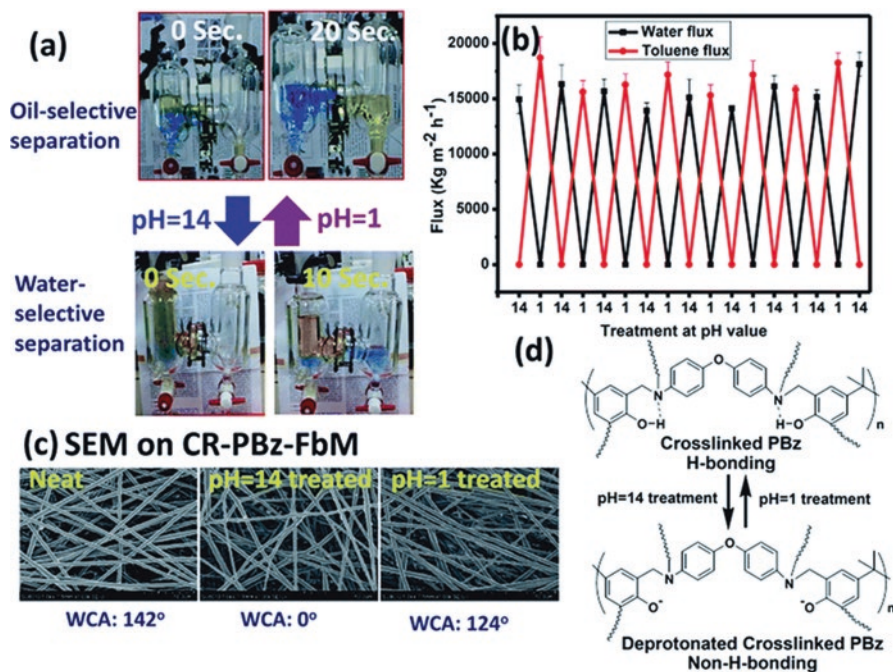 (a)
0 Sec.
20 Sec.
Oil-selective
separation
pH=14
pH=1
0 Sec.
10 Sec.
Water-
selective
separation
(b)
Water flux
Toluene flux
Flux (Kg m⁻² h⁻¹)
20000
15000
10000
5000
0
14 1 14 1 14 1 14 1 14 1 14 1 14 1 14 1 14
Treatment at pH value
(c) SEM on CR-PBz-FbM
Neat
pH=14 treated
pH=1 treated
WCA: 142°
WCA: 0°
WCA: 124°
(d)
O
N
N
O-H
H-O
n
Crosslinked PBz
H-bonding
pH=14 treatment
pH=1 treatment
O
N
N
O⁻
O⁻
n
Deprotonated Crosslinked PBz
Non-H-bonding